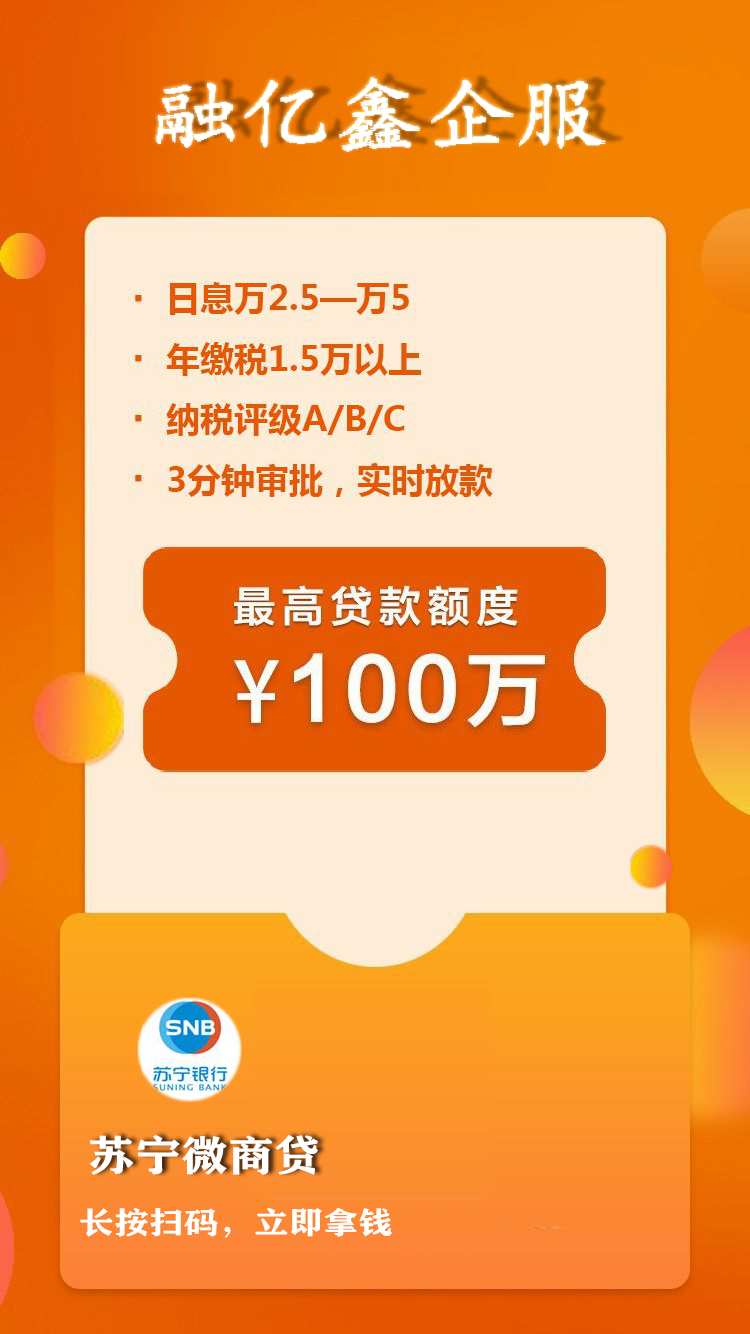 融亿鑫企服
· 日息万2.5—万5
· 年缴税1.5万以上
· 纳税评级A/B/C
· 3分钟审批，实时放款
最高贷款额度
¥100万
SNB
苏宁银行
SUNING BANK
苏宁微商贷
长按扫码，立即拿钱